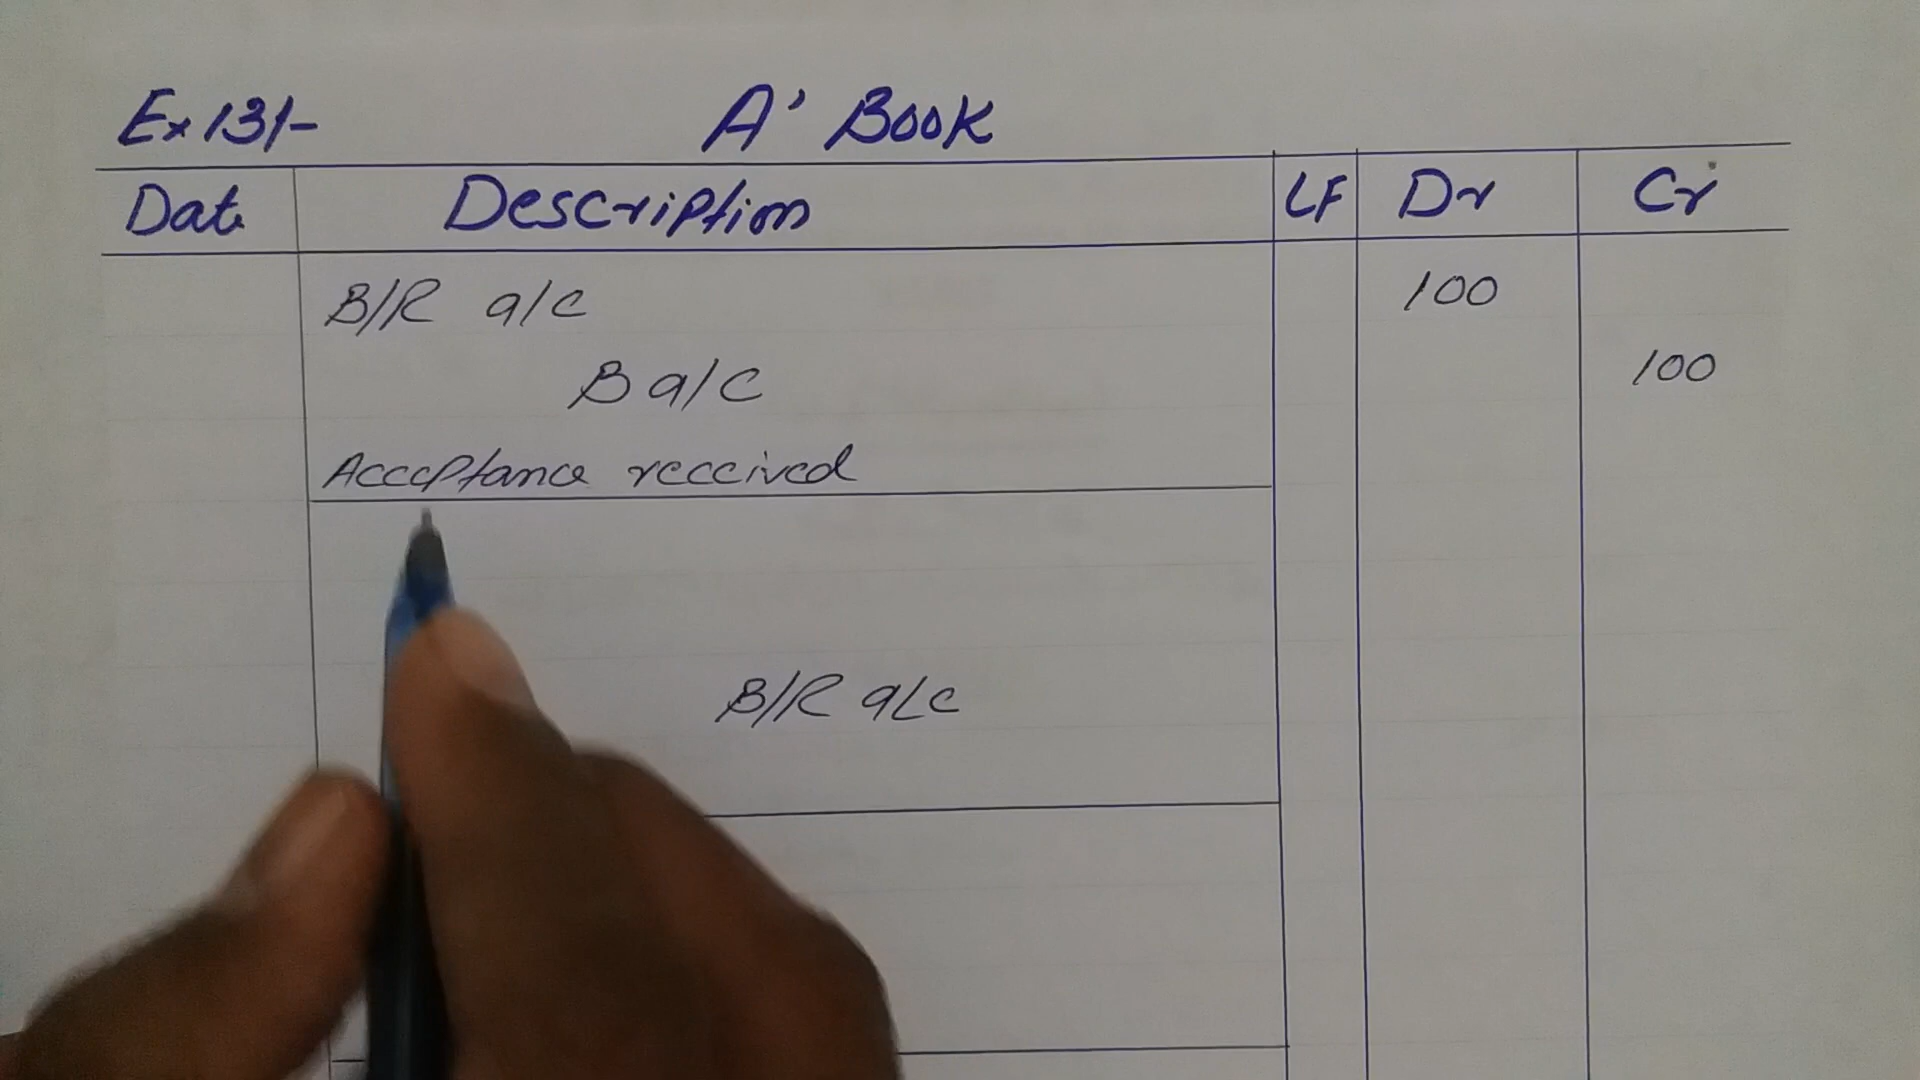 Ex 13/-
A' Book
Date Description LF Dr Cr
B/R a/c 100
B a/c 100
Acceptance received
B/R a/c